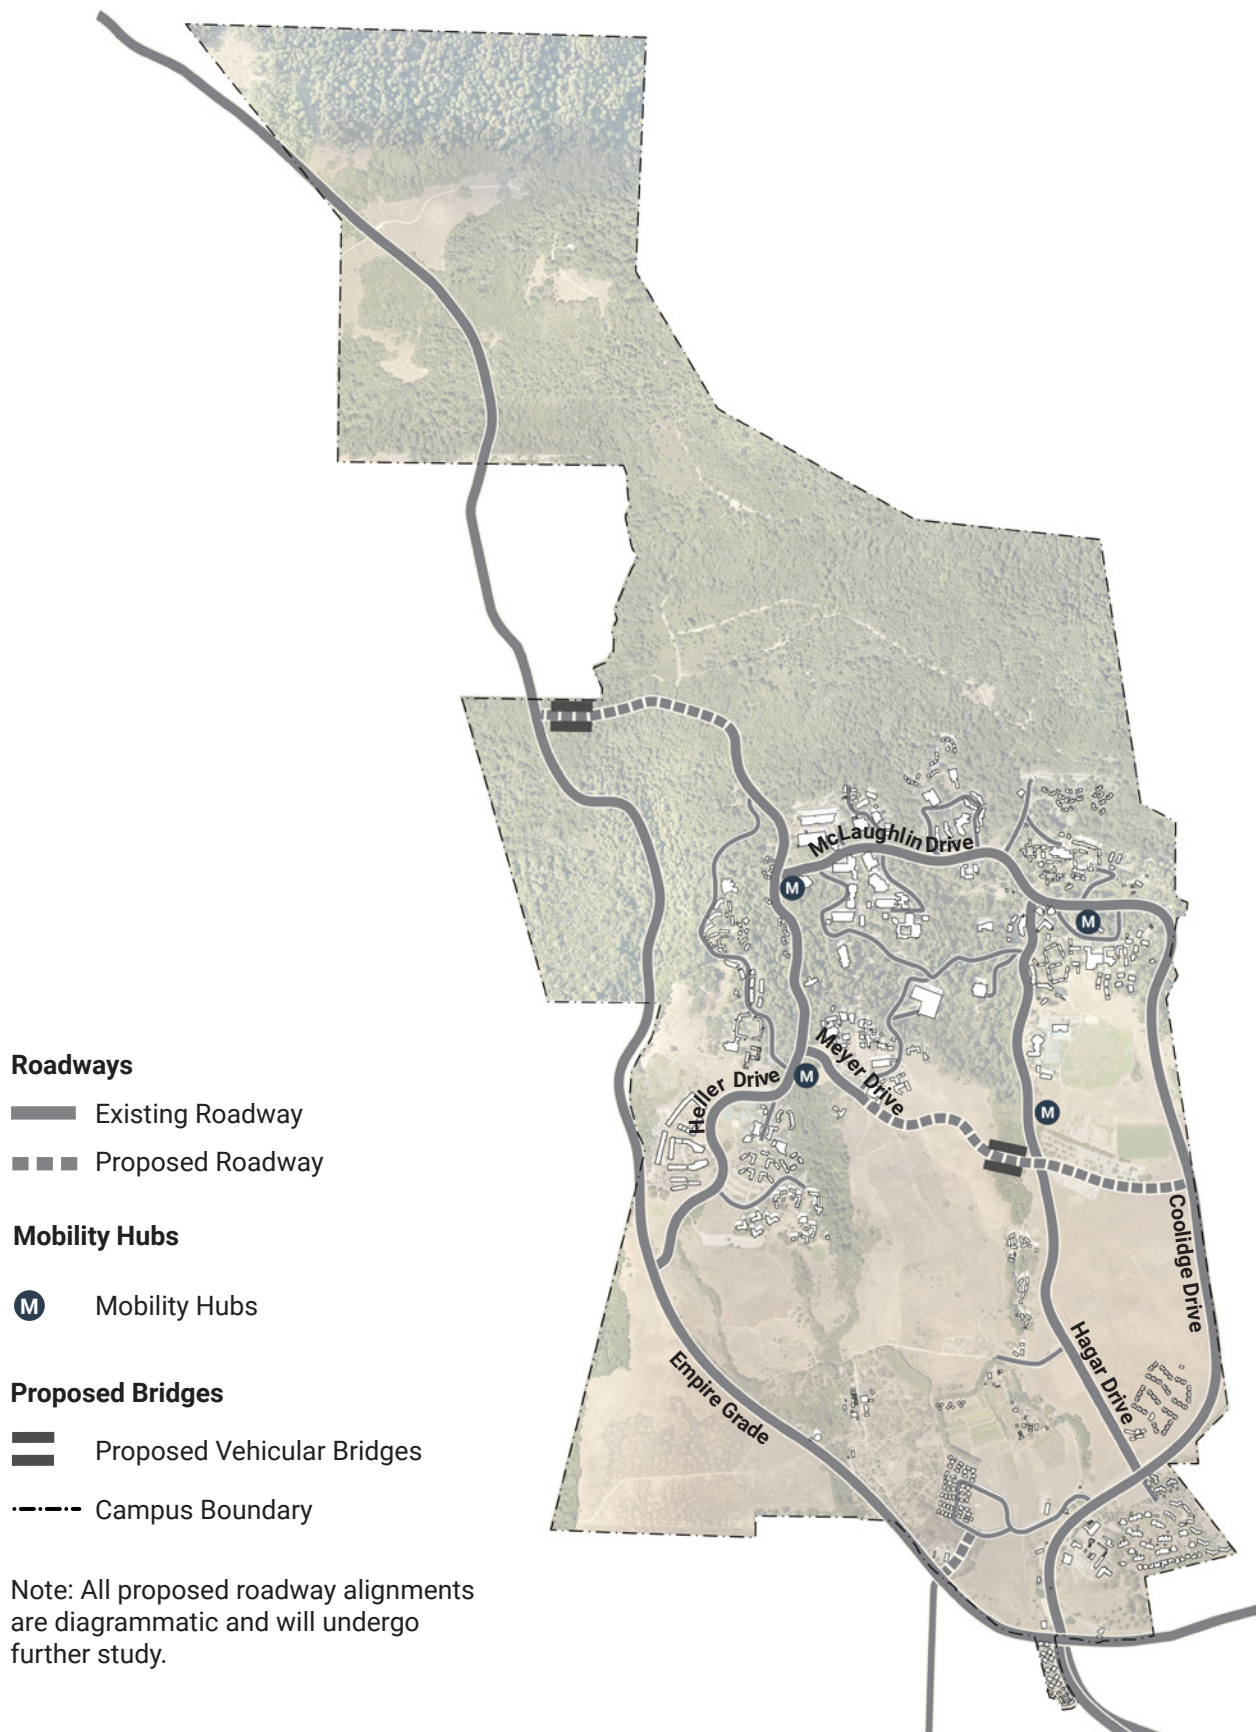 McLaughlin Drive
M
M
Meyer Drive
M
Heller Drive
M
Coolidge Drive
Hagar Drive
Empire Grade
Roadways
Existing Roadway
Proposed Roadway
Mobility Hubs
M Mobility Hubs
Proposed Bridges
Proposed Vehicular Bridges
Campus Boundary
Note: All proposed roadway alignments
are diagrammatic and will undergo
further study.